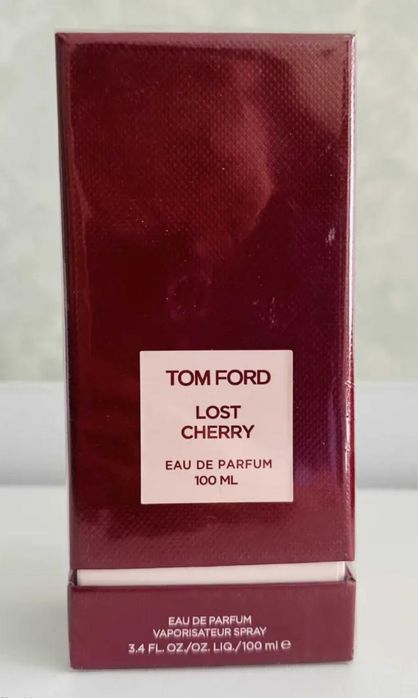 TOM FORD
LOST
CHERRY
EAU DE PARFUM
100 ML
EAU DE PARFUM
VAPORISATEUR SPRAY
3.4 FL. OZ./OZ. LIQ./100 ml ℮